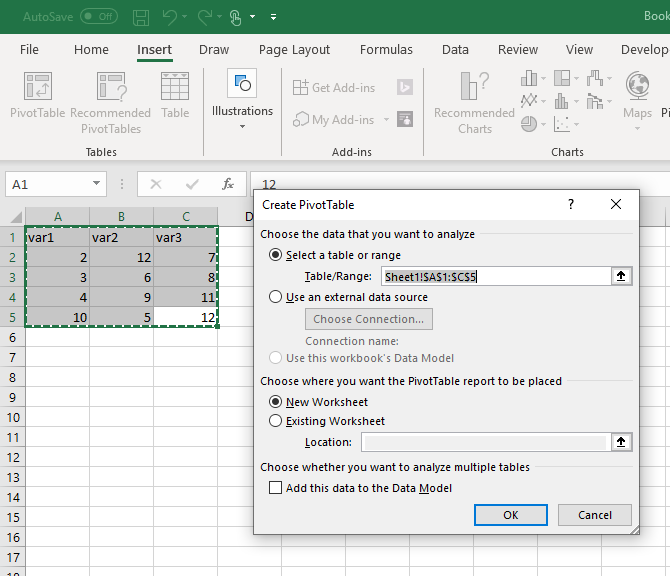 AutoSave Off Book
File Home Insert Draw Page Layout Formulas Data Review View Develop
PivotTable Recommended PivotTables Table
Illustrations
Get Add-ins
My Add-ins
Recommended Charts
Maps
Pi
Tables Add-ins Charts
A1 fx 12
A B C D
1 var1 var2 var3
2 2 12 7
3 3 6 8
4 4 9 11
5 10 5 12
6
7
8
9
10
11
12
13
14
15
16
17
18
Create PivotTable ?
Choose the data that you want to analyze
Select a table or range
Table/Range: Sheet1!$A$1:$C$5
Use an external data source
Choose Connection...
Connection name:
Use this workbook's Data Model
Choose where you want the PivotTable report to be placed
New Worksheet
Existing Worksheet
Location:
Choose whether you want to analyze multiple tables
Add this data to the Data Model
OK Cancel